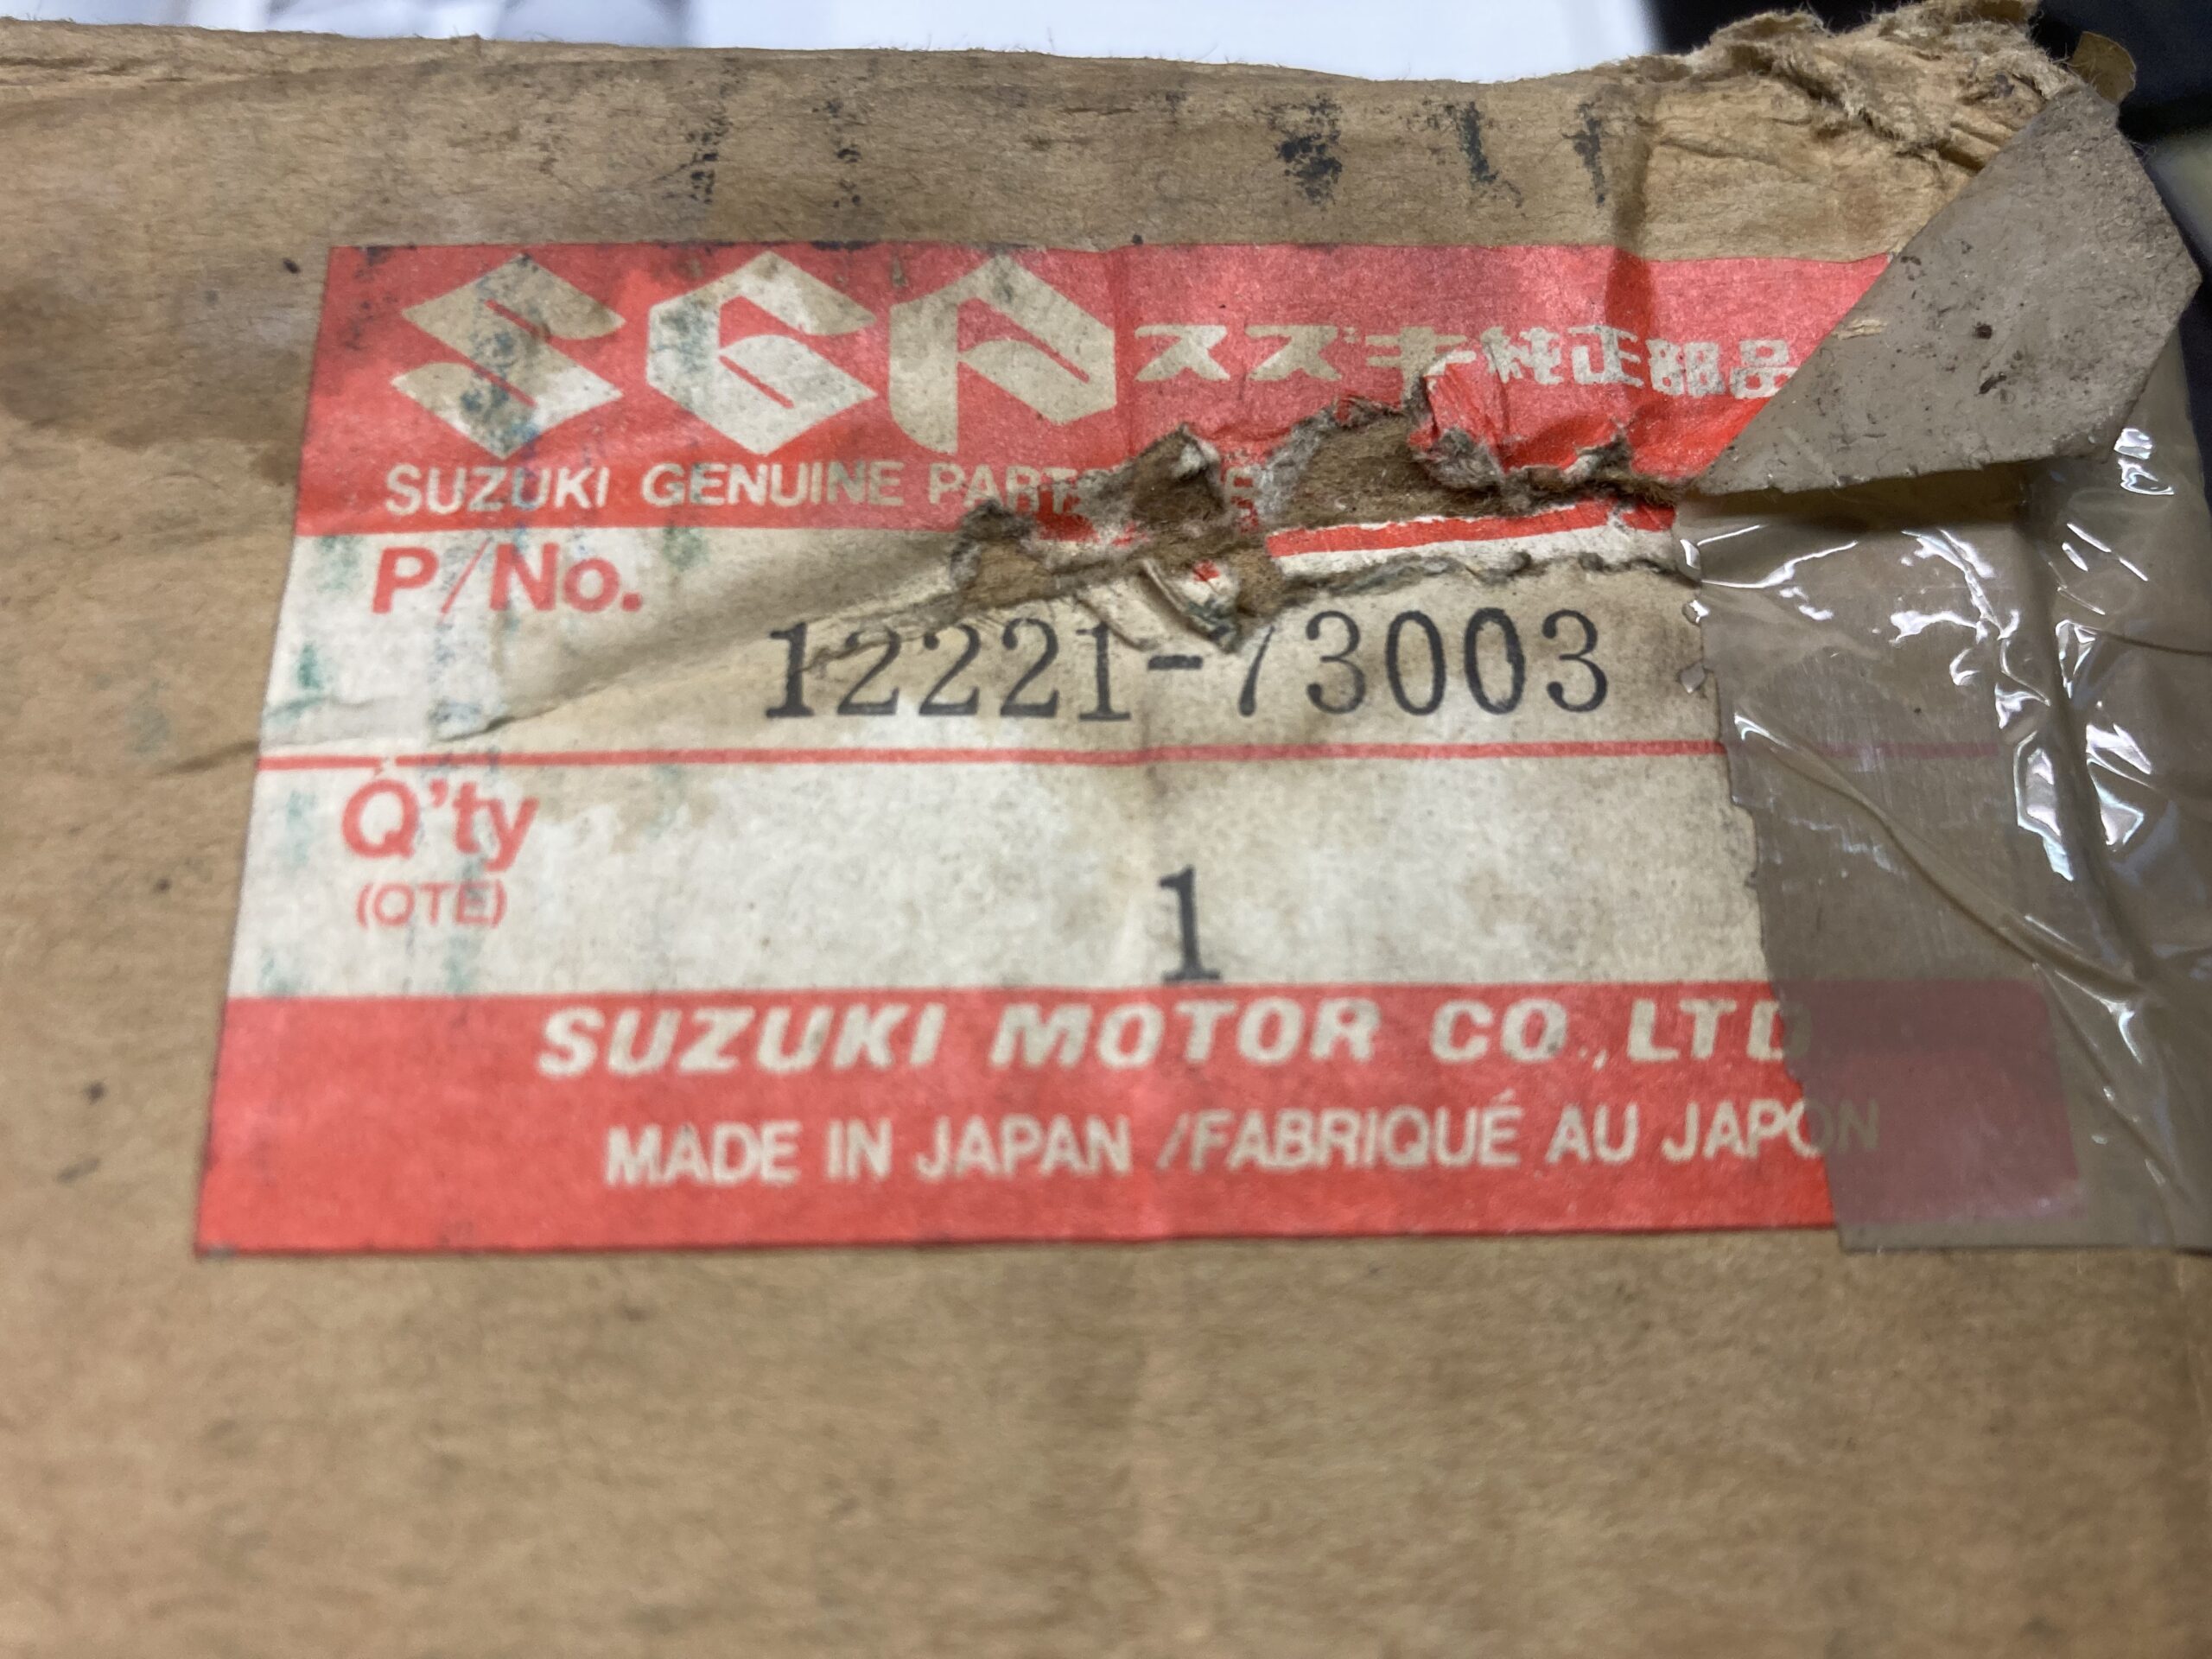 SGP スズキ純正部品
SUZUKI GENUINE PARTS
P/No.
12221-73003
Q'ty
(QTE)
1
SUZUKI MOTOR CO.,LTD.
MADE IN JAPAN /FABRIQUÉ AU JAPON